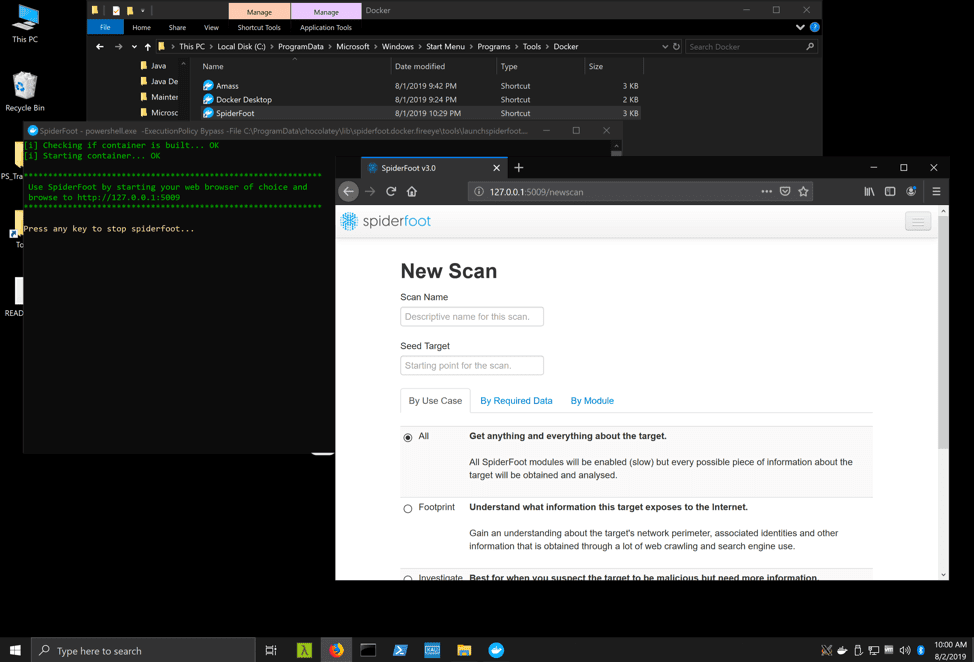 This PC
Recycle Bin
PS_Tra
To
READ
Manage
Manage
Docker
File
Home
Share
View
Shortcut Tools
Application Tools
This PC > Local Disk (C:) > ProgramData > Microsoft > Windows > Start Menu > Programs > Tools > Docker
Search Docker
Java
Java De
Mainter
Microsc
Name
Date modified
Type
Size
Amass 8/1/2019 9:42 PM Shortcut 3 KB
Docker Desktop 8/1/2019 9:24 PM Shortcut 2 KB
SpiderFoot 8/1/2019 10:29 PM Shortcut 3 KB
SpiderFoot - powershell.exe -ExecutionPolicy Bypass -File C:\ProgramData\chocolatey\lib\spiderfoot.docker.fireeye\tools\launchspiderfoot....
[i] Checking if container is built... OK
[i] Starting container... OK
*************************************************************
Use SpiderFoot by starting your web browser of choice and
browse to http://127.0.0.1:5009
*************************************************************
Press any key to stop spiderfoot...
SpiderFoot v3.0
127.0.0.1:5009/newscan
spiderfoot
New Scan
Scan Name
Descriptive name for this scan.
Seed Target
Starting point for the scan.
By Use Case
By Required Data
By Module
All
Get anything and everything about the target.
All SpiderFoot modules will be enabled (slow) but every possible piece of information about the
target will be obtained and analysed.
Footprint
Understand what information this target exposes to the Internet.
Gain an understanding about the target's network perimeter, associated identities and other
information that is obtained through a lot of web crawling and search engine use.
Investigate
Best for when you suspect the target to be malicious but need more information.
Type here to search
10:00 AM
8/2/2019